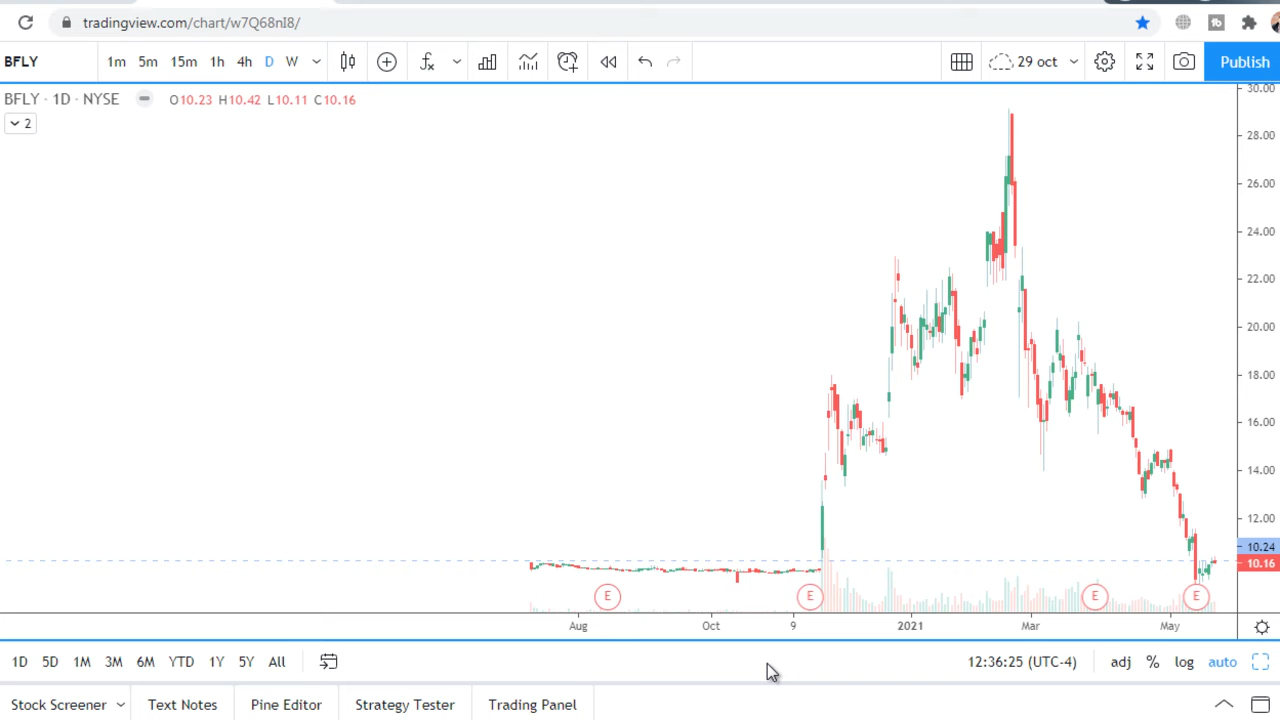 tradingview.com/chart/w7Q68nI8/
BFLY 1m 5m 15m 1h 4h D W 29 oct Publish
BFLY · 1D · NYSE O10.23 H10.42 L10.11 C10.16
2
30.00
28.00
26.00
24.00
22.00
20.00
18.00
16.00
14.00
12.00
10.24
10.16
E E E E
Aug Oct 9 2021 Mar May
1D 5D 1M 3M 6M YTD 1Y 5Y All 12:36:25 (UTC-4) adj % log auto
Stock Screener Text Notes Pine Editor Strategy Tester Trading Panel